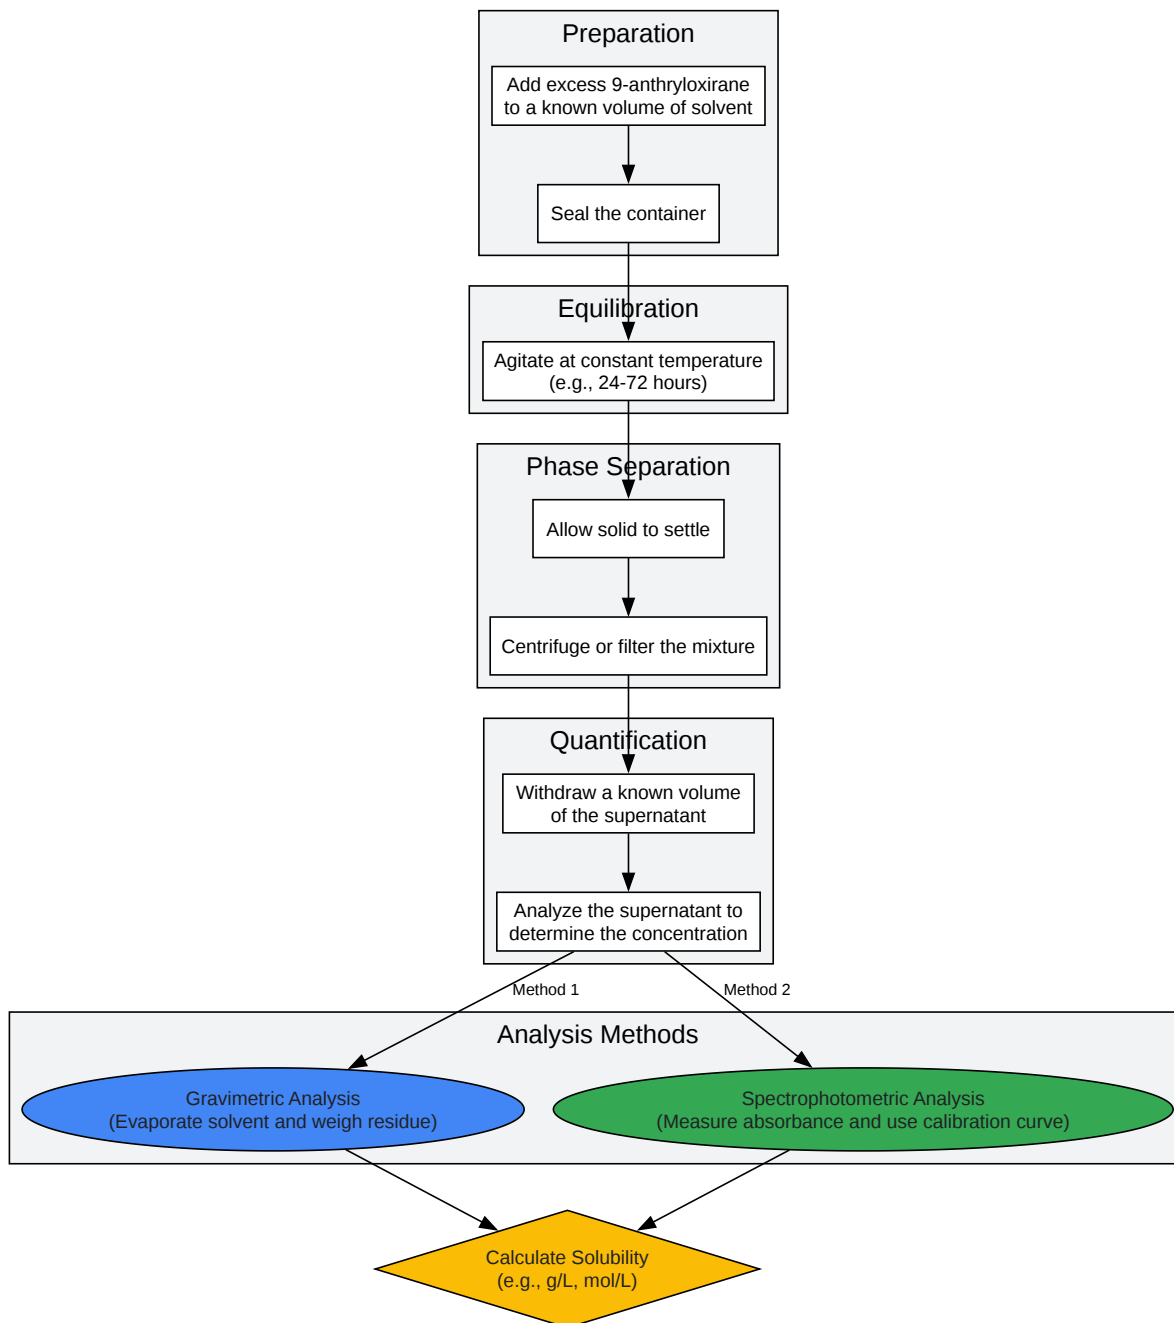 Preparation
Add excess 9-anthryloxirane
to a known volume of solvent
Seal the container
Equilibration
Agitate at constant temperature
(e.g., 24-72 hours)
Phase Separation
Allow solid to settle
Centrifuge or filter the mixture
Quantification
Withdraw a known volume
of the supernatant
Analyze the supernatant to
determine the concentration
Method 1
Method 2
Analysis Methods
Gravimetric Analysis
(Evaporate solvent and weigh residue)
Spectrophotometric Analysis
(Measure absorbance and use calibration curve)
Calculate Solubility
(e.g., g/L, mol/L)